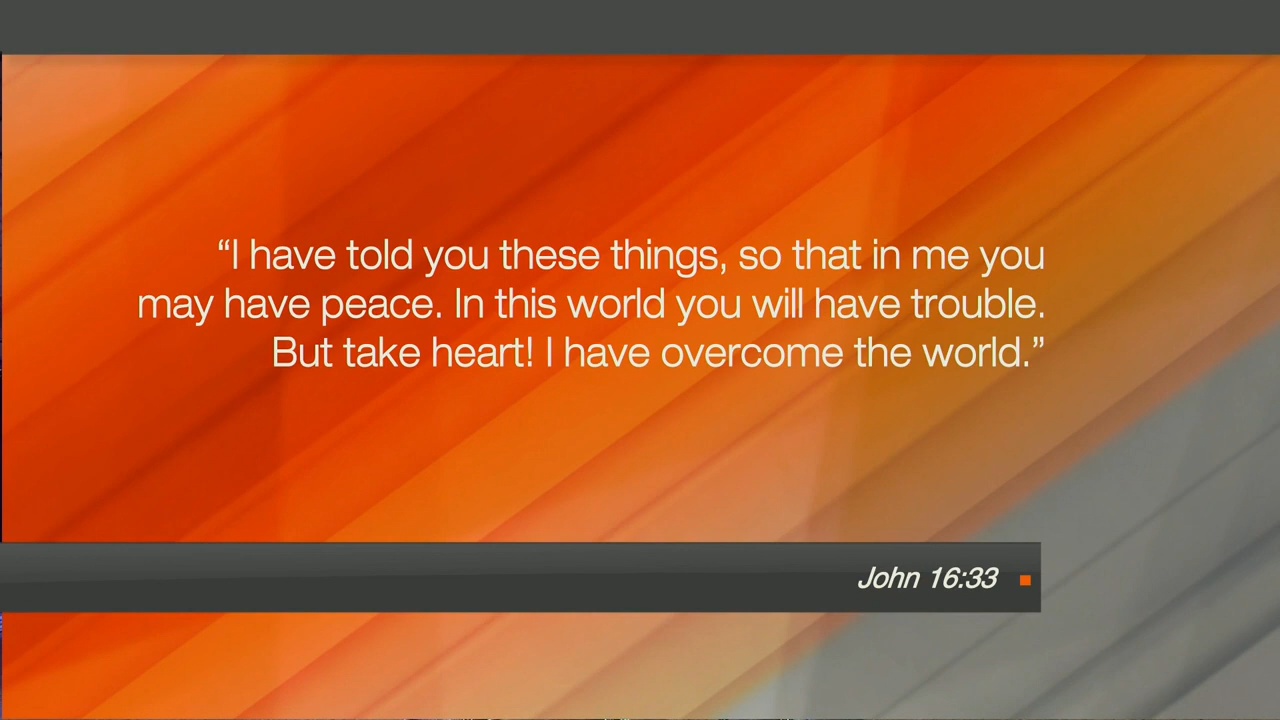 “I have told you these things, so that in me you
may have peace. In this world you will have trouble.
But take heart! I have overcome the world.”
John 16:33